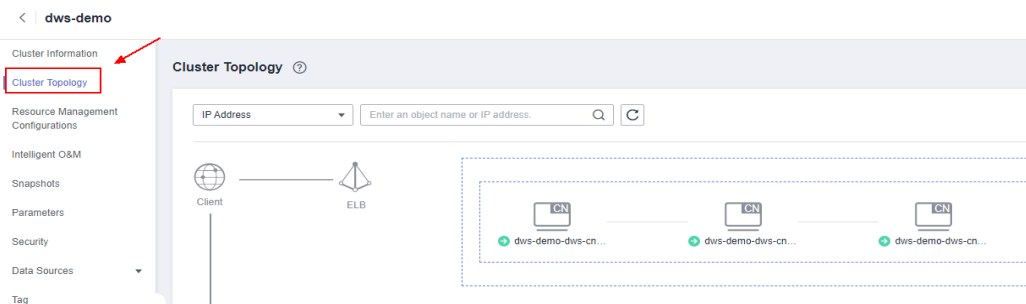 dws-demo
Cluster Information
Cluster Topology
Resource Management
Configurations
Intelligent O&M
Snapshots
Parameters
Security
Data Sources
Tag
Cluster Topology
IP Address
Enter an object name or IP address.
Client
ELB
CN
CN
CN
dws-demo-dws-cn...
dws-demo-dws-cn...
dws-demo-dws-cn...